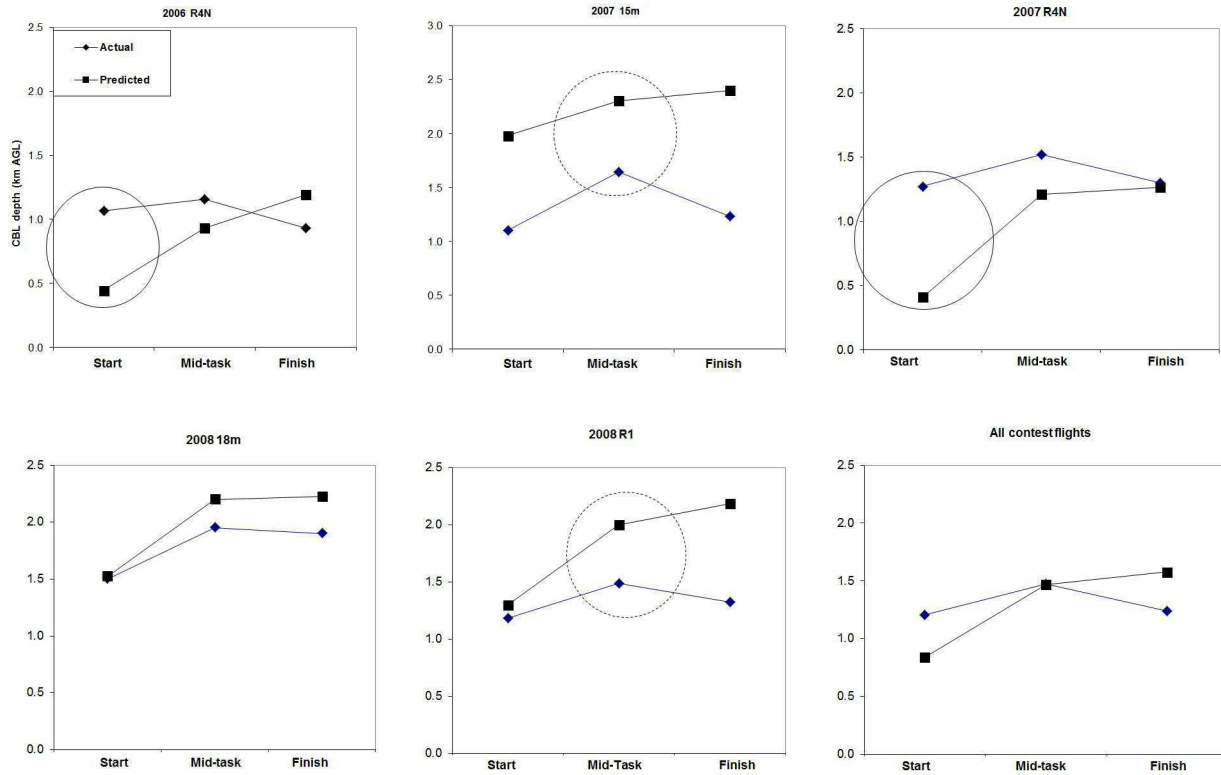 2006 R4N
2.5
2.0
1.5
1.0
0.5
0.0
CBL depth (km AGL)
Actual
Predicted
Start
Mid-task
Finish
2007 15m
3.0
2.5
2.0
1.5
1.0
0.5
0.0
Start
Mid-task
Finish
2007 R4N
2.5
2.0
1.5
1.0
0.5
0.0
Start
Mid-task
Finish
2008 18m
2.5
2.0
1.5
1.0
0.5
0.0
Start
Mid-task
Finish
2008 R1
2.5
2.0
1.5
1.0
0.5
0.0
Start
Mid-Task
Finish
All contest flights
2.5
2.0
1.5
1.0
0.5
0.0
Start
Mid-task
Finish